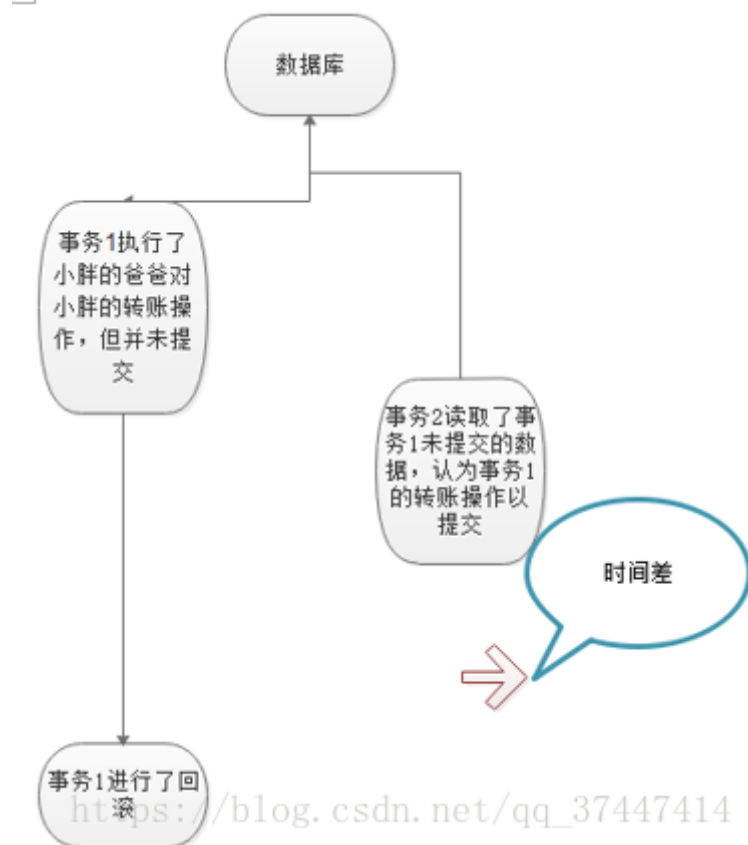 数据库
事务1执行了
小胖的爸爸对
小胖的转账操
作，但并未提
交
事务2读取了事
务1未提交的数
据，认为事务1
的转账操作以
提交
时间差
事务1进行了回
滚
https://blog.csdn.net/qq_37447414